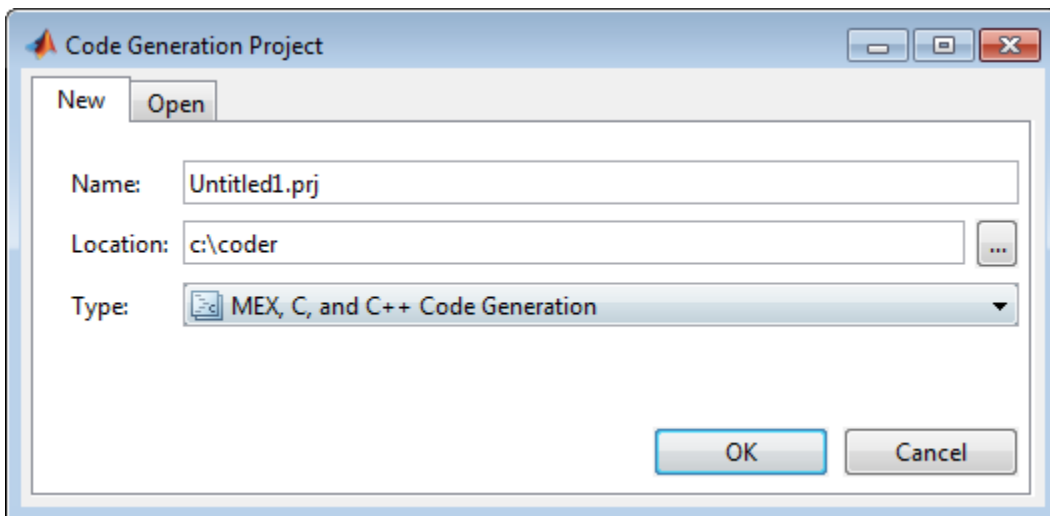 Code Generation Project
New Open
Name: Untitled1.prj
Location: c:\coder ...
Type: MEX, C, and C++ Code Generation
OK Cancel